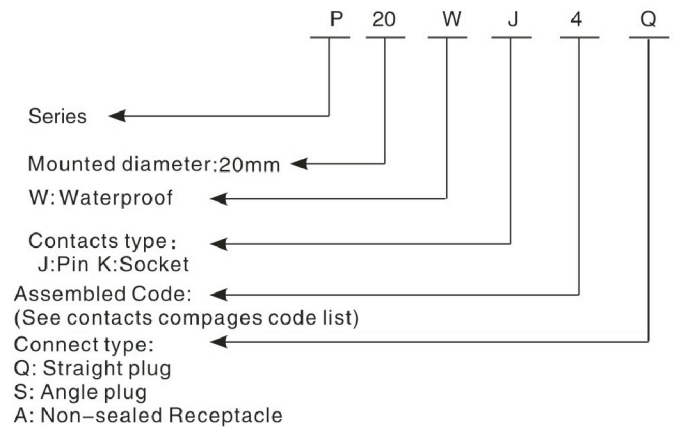 P 20 W J 4 Q
Series
Mounted diameter:20mm
W:Waterproof
Contacts type:
J:Pin K:Socket
Assembled Code:
(See contacts compages code list)
Connect type:
Q: Straight plug
S: Angle plug
A: Non-sealed Receptacle